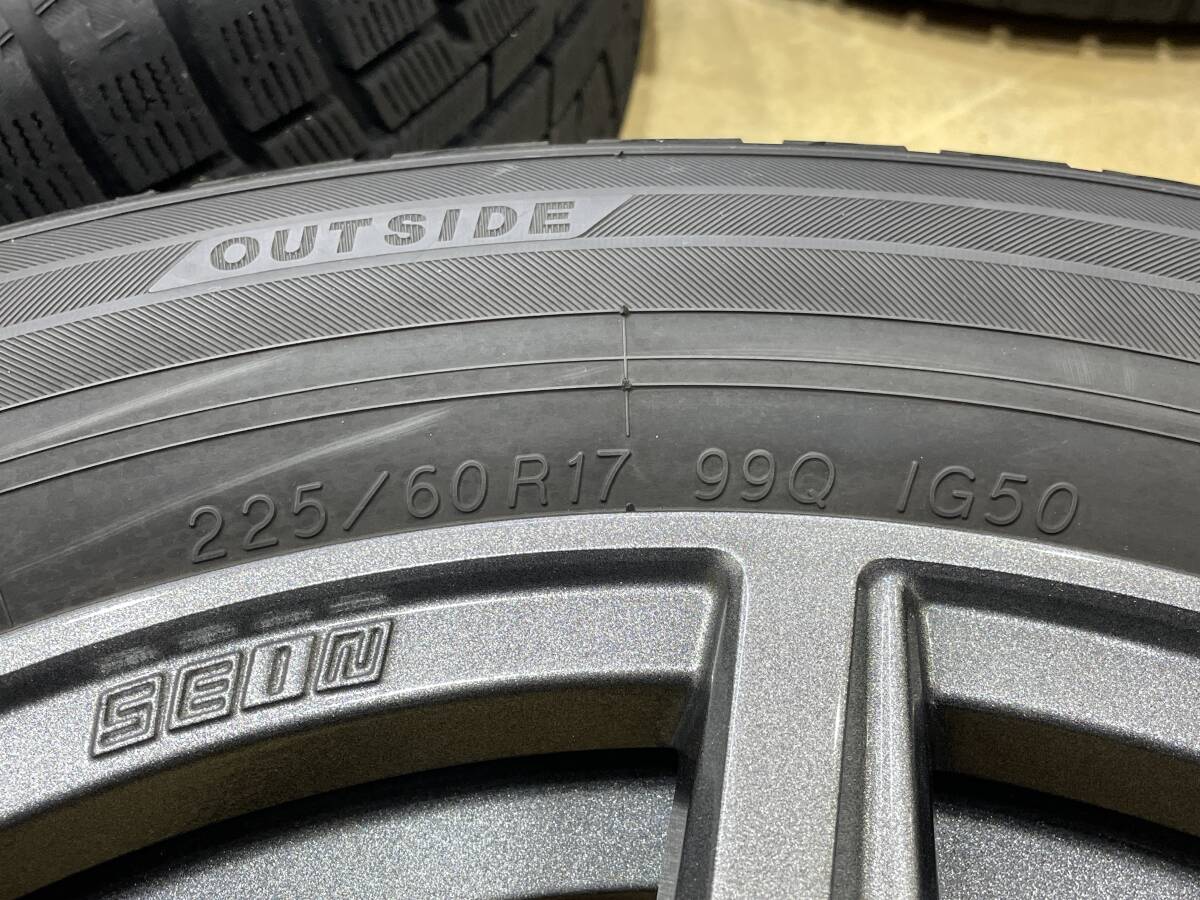 OUTSIDE
225/60R17 99Q IG50
SEIN